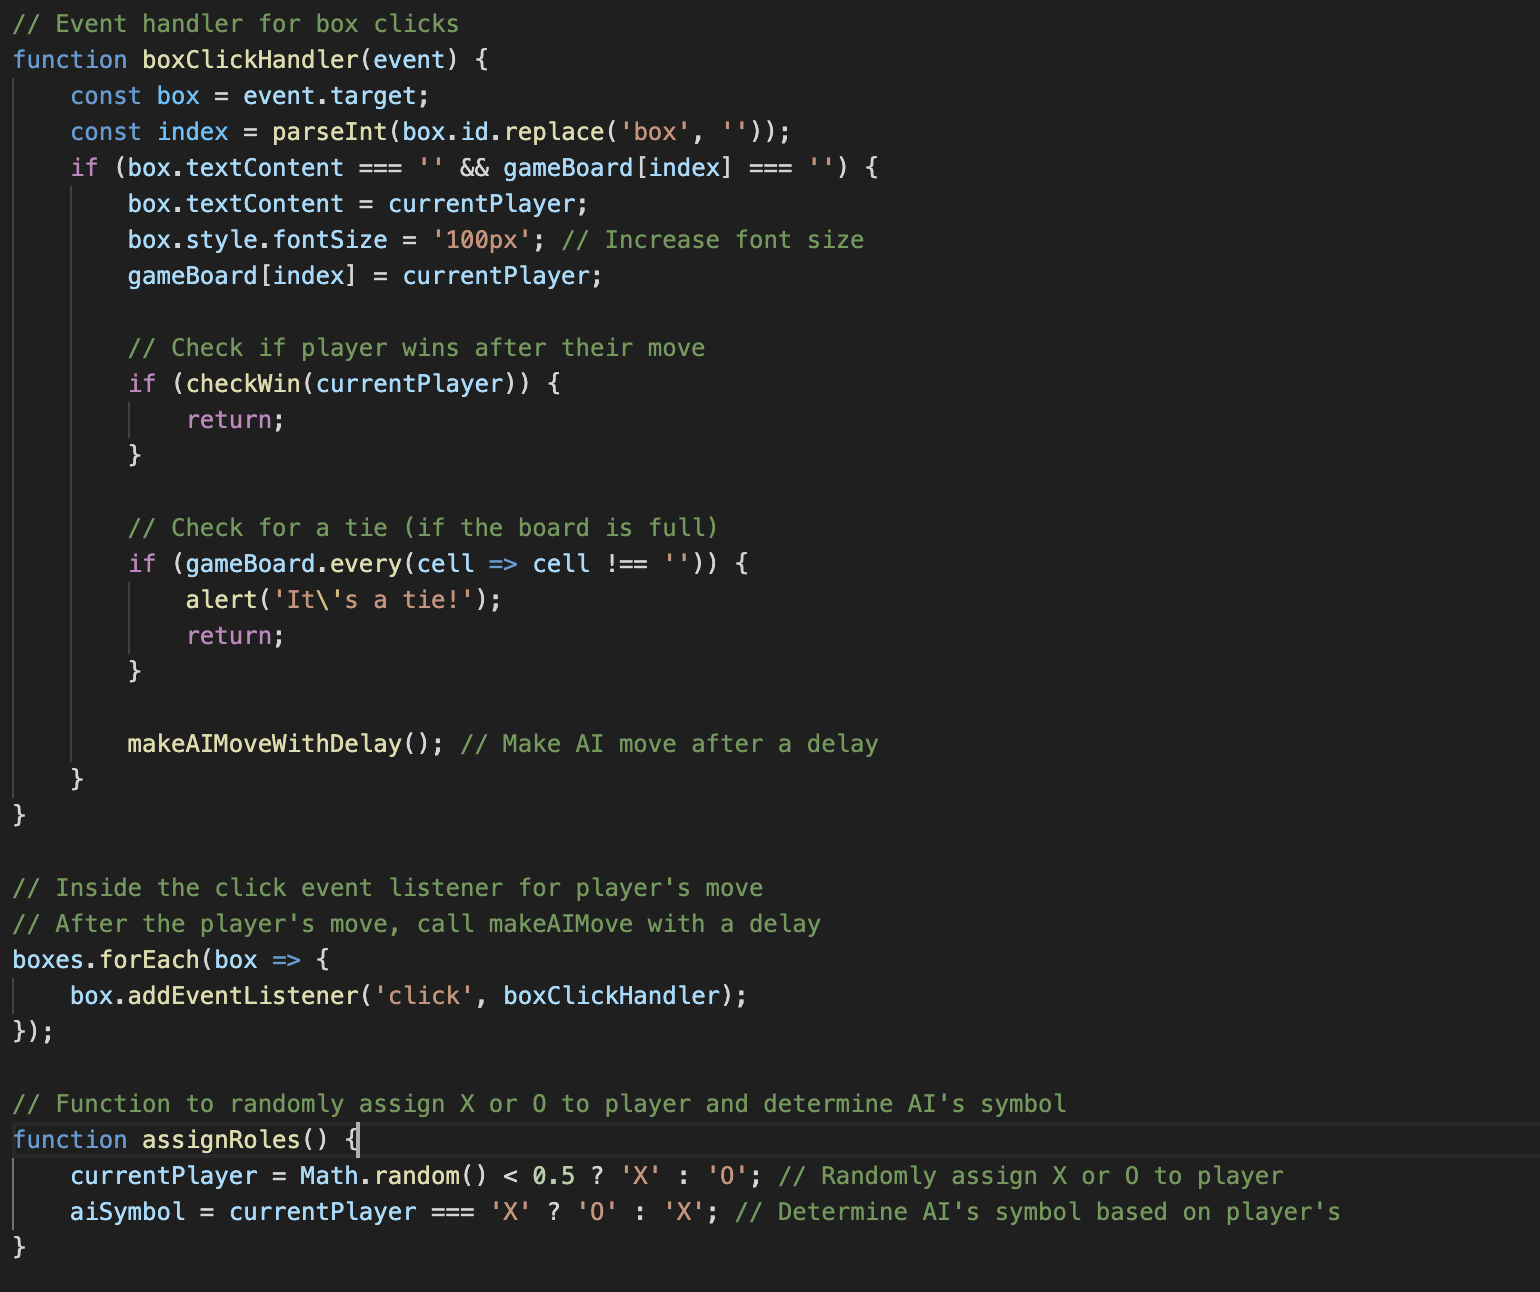 // Event handler for box clicks
function boxClickHandler(event) {
    const box = event.target;
    const index = parseInt(box.id.replace('box', ''));
    if (box.textContent === '' && gameBoard[index] === '') {
        box.textContent = currentPlayer;
        box.style.fontSize = '100px'; // Increase font size
        gameBoard[index] = currentPlayer;

        // Check if player wins after their move
        if (checkWin(currentPlayer)) {
            return;
        }

        // Check for a tie (if the board is full)
        if (gameBoard.every(cell => cell !== '')) {
            alert('It\'s a tie!');
            return;
        }

        makeAIMoveWithDelay(); // Make AI move after a delay
    }
}

// Inside the click event listener for player's move
// After the player's move, call makeAIMove with a delay
boxes.forEach(box => {
    box.addEventListener('click', boxClickHandler);
});

// Function to randomly assign X or O to player and determine AI's symbol
function assignRoles() {
    currentPlayer = Math.random() < 0.5 ? 'X' : 'O'; // Randomly assign X or O to player
    aiSymbol = currentPlayer === 'X' ? 'O' : 'X'; // Determine AI's symbol based on player's
}